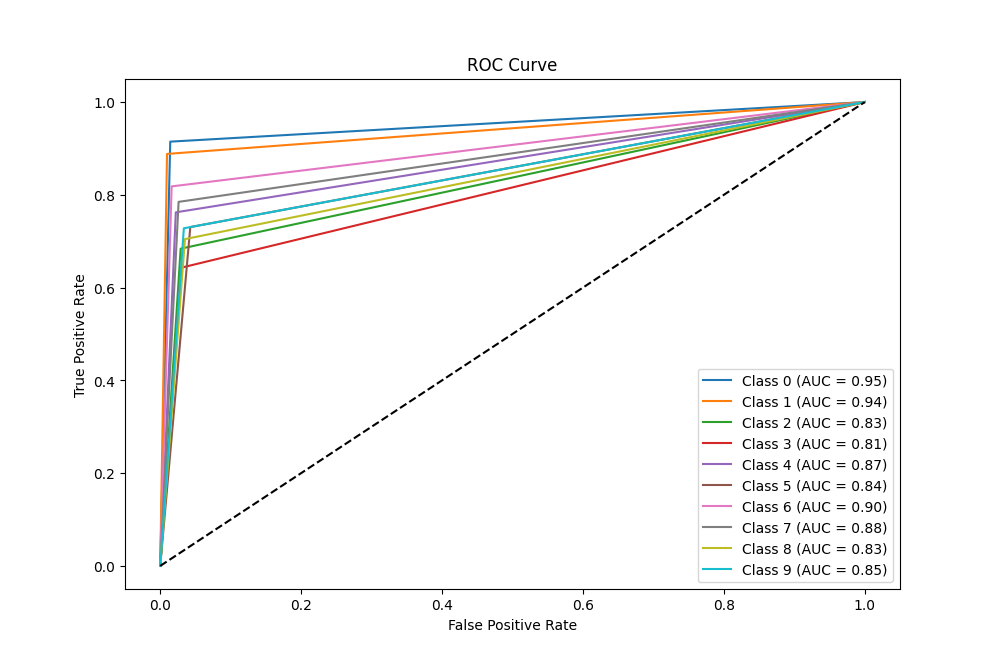 ROC Curve
1.0
0.8
0.6
0.4
0.2
0.0
True Positive Rate
0.0 0.2 0.4 0.6 0.8 1.0
False Positive Rate
Class 0 (AUC = 0.95)
Class 1 (AUC = 0.94)
Class 2 (AUC = 0.83)
Class 3 (AUC = 0.81)
Class 4 (AUC = 0.87)
Class 5 (AUC = 0.84)
Class 6 (AUC = 0.90)
Class 7 (AUC = 0.88)
Class 8 (AUC = 0.83)
Class 9 (AUC = 0.85)